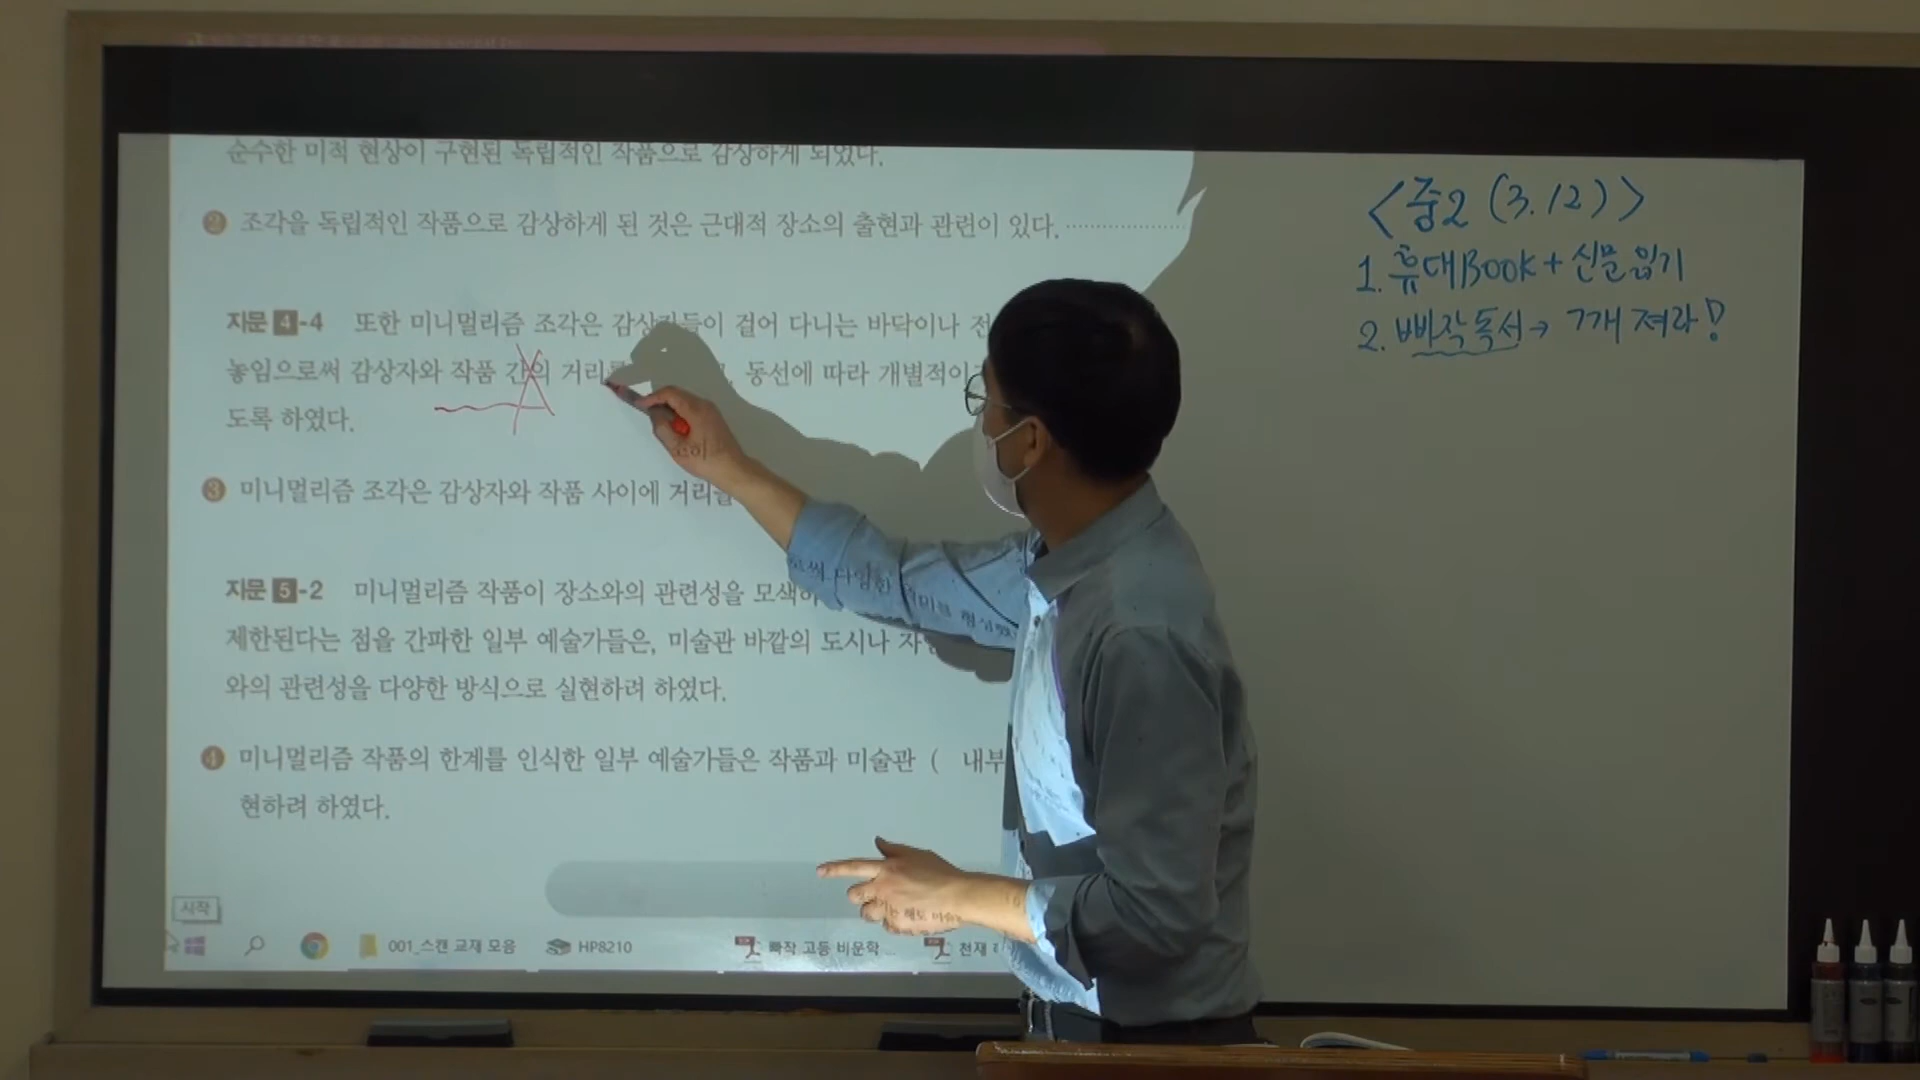 순수한 미적 현상이 구현된 독립적인 작품으로 감상하게 되었다.
2 조각을 독립적인 작품으로 감상하게 된 것은 근대적 장소의 출현과 관련이 있다.
지문 4-4 또한 미니멀리즘 조각은 감상자들이 걸어 다니는 바닥이나 전
놓임으로써 감상자와 작품 간의 거리를 동선에 따라 개별적이
도록 하였다.
3 미니멀리즘 조각은 감상자와 작품 사이에 거리를
지문 5-2 미니멀리즘 작품이 장소와의 관련성을 모색하
제한된다는 점을 간파한 일부 예술가들은, 미술관 바깥의 도시나 자
와의 관련성을 다양한 방식으로 실현하려 하였다.
4 미니멀리즘 작품의 한계를 인식한 일부 예술가들은 작품과 미술관 ( 내부
현하려 하였다.
시작
001_스캔 교재 모음 HP8210 빠작 고등 비문학 ... 천재
<중2 (3.12)>
1. 휴대BOOK + 신문 읽기
2. 빠작독서 → 7개 져라!